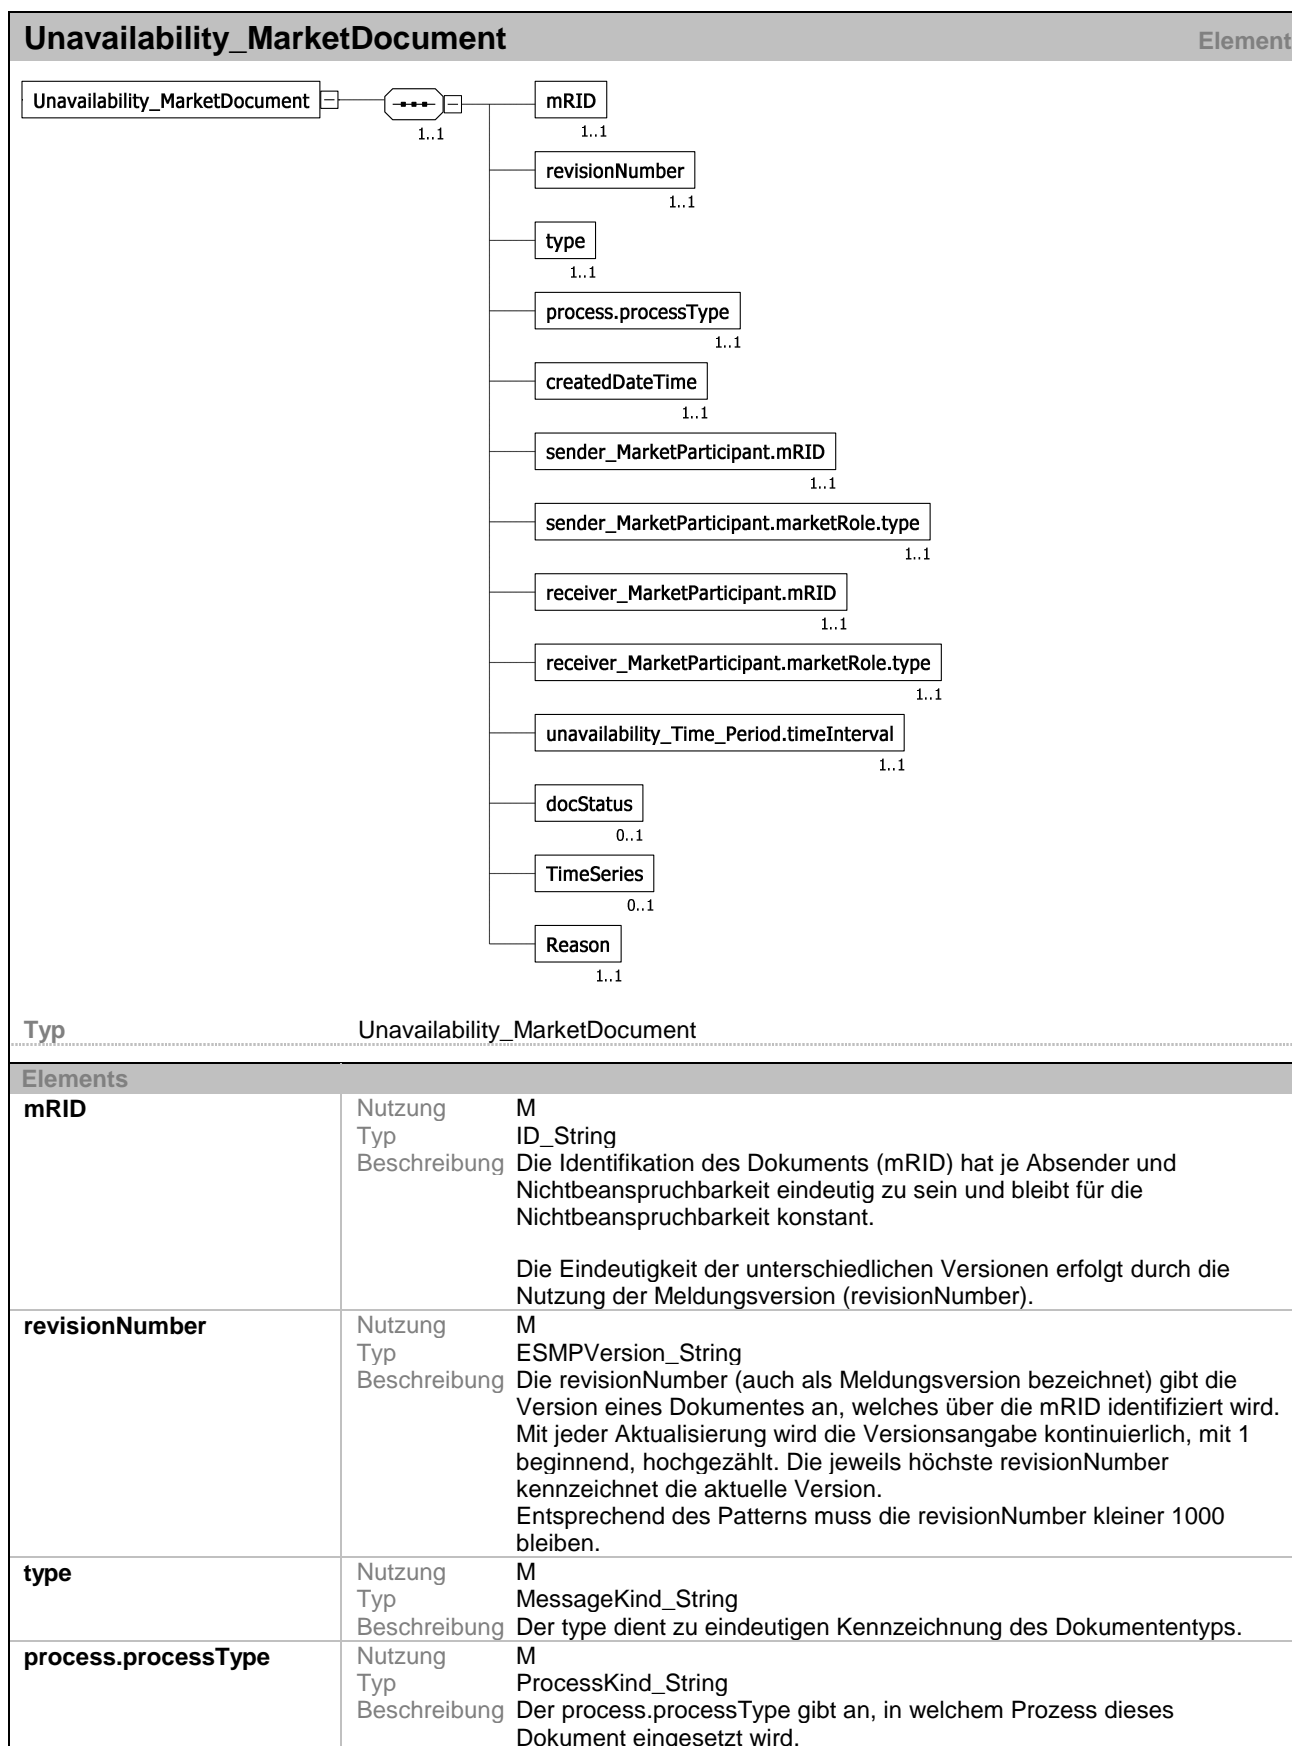 Unavailability_MarketDocument Element
Unavailability_MarketDocument
1..1
mRID
1..1
revisionNumber
1..1
type
1..1
process.processType
1..1
createdDateTime
1..1
sender_MarketParticipant.mRID
1..1
sender_MarketParticipant.marketRole.type
1..1
receiver_MarketParticipant.mRID
1..1
receiver_MarketParticipant.marketRole.type
1..1
unavailability_Time_Period.timeInterval
1..1
docStatus
0..1
TimeSeries
0..1
Reason
1..1
Typ Unavailability_MarketDocument
Elements
mRID Nutzung M
Typ ID_String
Beschreibung Die Identifikation des Dokuments (mRID) hat je Absender und
Nichtbeanspruchbarkeit eindeutig zu sein und bleibt für die
Nichtbeanspruchbarkeit konstant.
Die Eindeutigkeit der unterschiedlichen Versionen erfolgt durch die
Nutzung der Meldungsversion (revisionNumber).
revisionNumber Nutzung M
Typ ESMPVersion_String
Beschreibung Die revisionNumber (auch als Meldungsversion bezeichnet) gibt die
Version eines Dokumentes an, welches über die mRID identifiziert wird.
Mit jeder Aktualisierung wird die Versionsangabe kontinuierlich, mit 1
beginnend, hochgezählt. Die jeweils höchste revisionNumber
kennzeichnet die aktuelle Version.
Entsprechend des Patterns muss die revisionNumber kleiner 1000
bleiben.
type Nutzung M
Typ MessageKind_String
Beschreibung Der type dient zu eindeutigen Kennzeichnung des Dokumententyps.
process.processType Nutzung M
Typ ProcessKind_String
Beschreibung Der process.processType gibt an, in welchem Prozess dieses
Dokument eingesetzt wird.